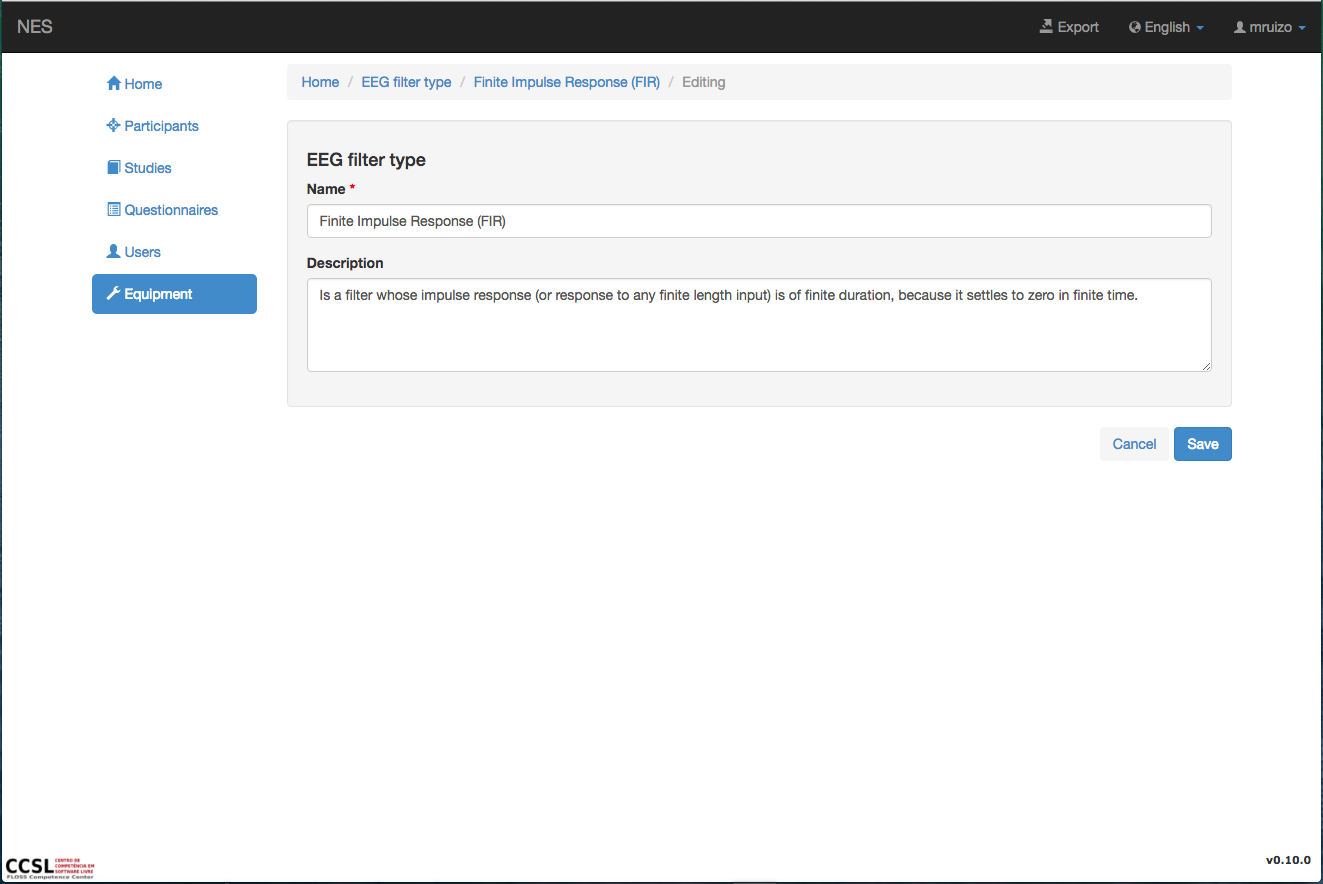 NES
Export
English
mruizo
Home
Participants
Studies
Questionnaires
Users
Equipment
Home / EEG filter type / Finite Impulse Response (FIR) / Editing
EEG filter type
Name *
Finite Impulse Response (FIR)
Description
Is a filter whose impulse response (or response to any finite length input) is of finite duration, because it settles to zero in finite time.
Cancel
Save
CCSL
CENTRO DE
COMPETÊNCIA EM
SOFTWARE LIVRE
FLOSS Competence Center
v0.10.0